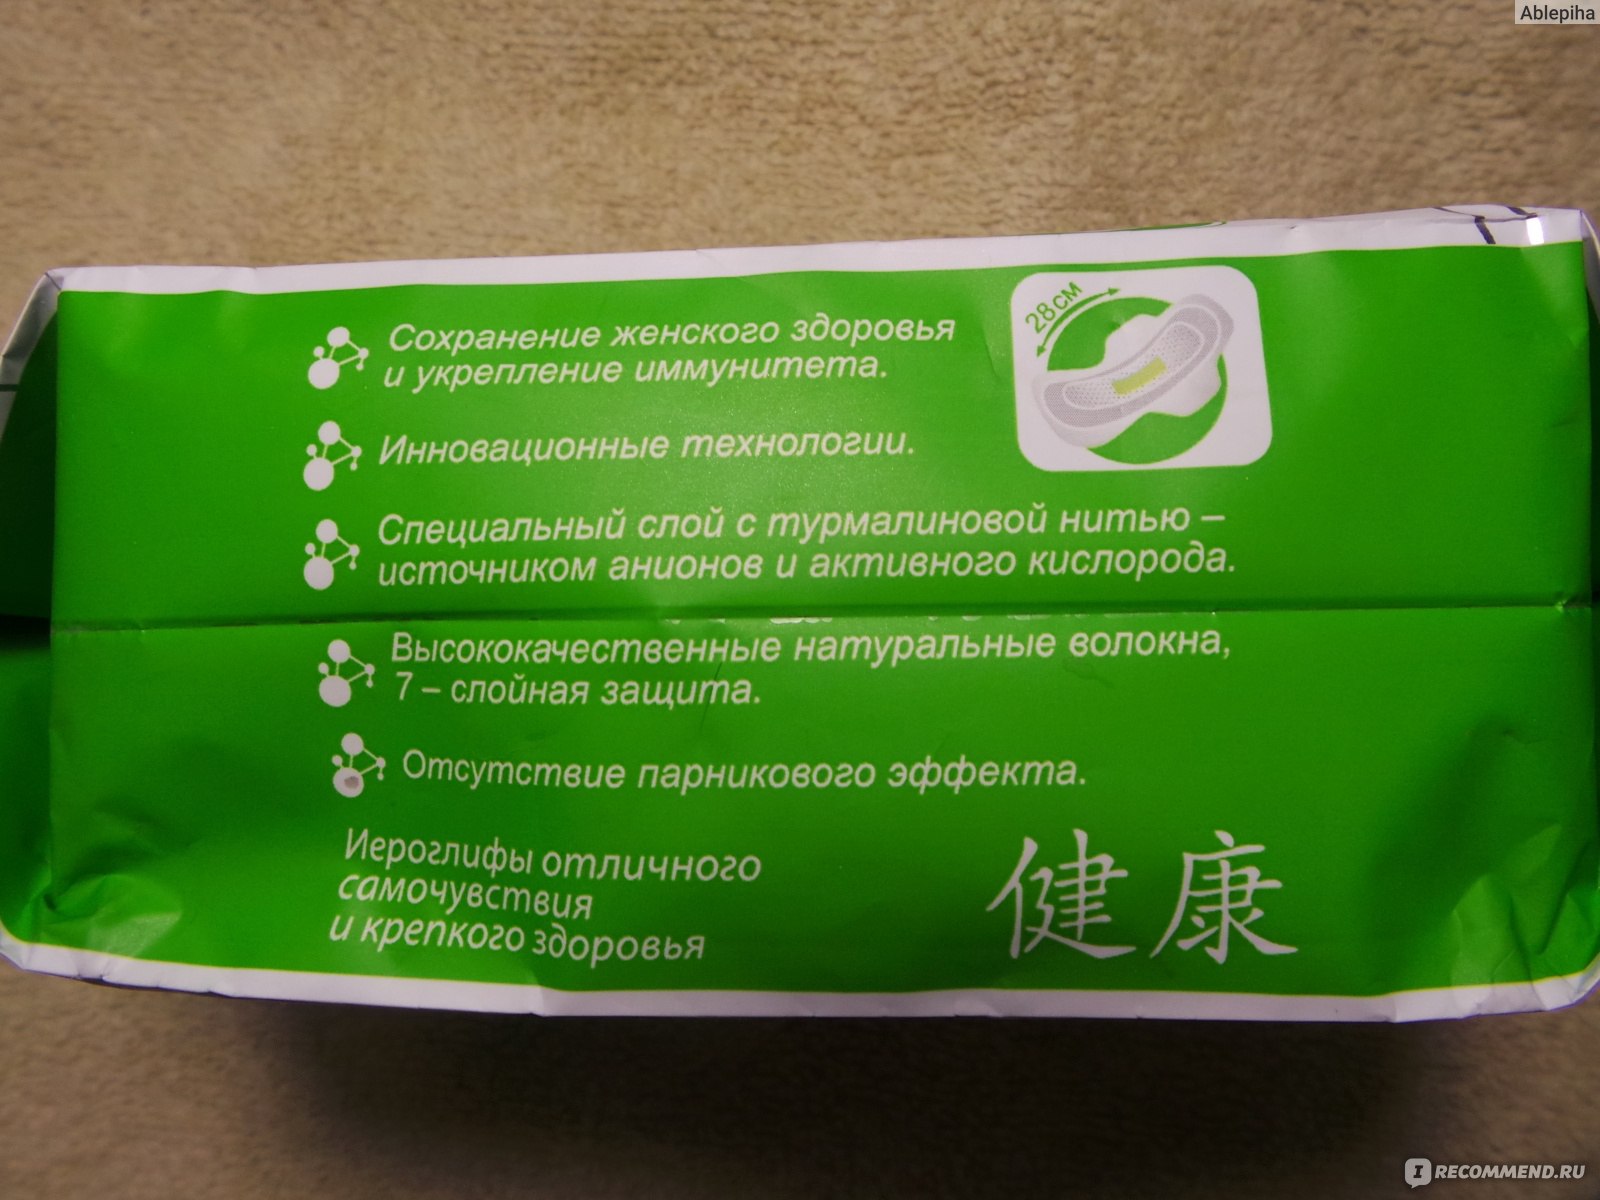 Ablepiha
28см
Сохранение женского здоровья
и укрепление иммунитета.
Инновационные технологии.
Специальный слой с турмалиновой нитью –
источником анионов и активного кислорода.
Высококачественные натуральные волокна,
7 – слойная защита.
Отсутствие парникового эффекта.
Иероглифы отличного
самочувствия
и крепкого здоровья
健康
IRECOMMEND.RU